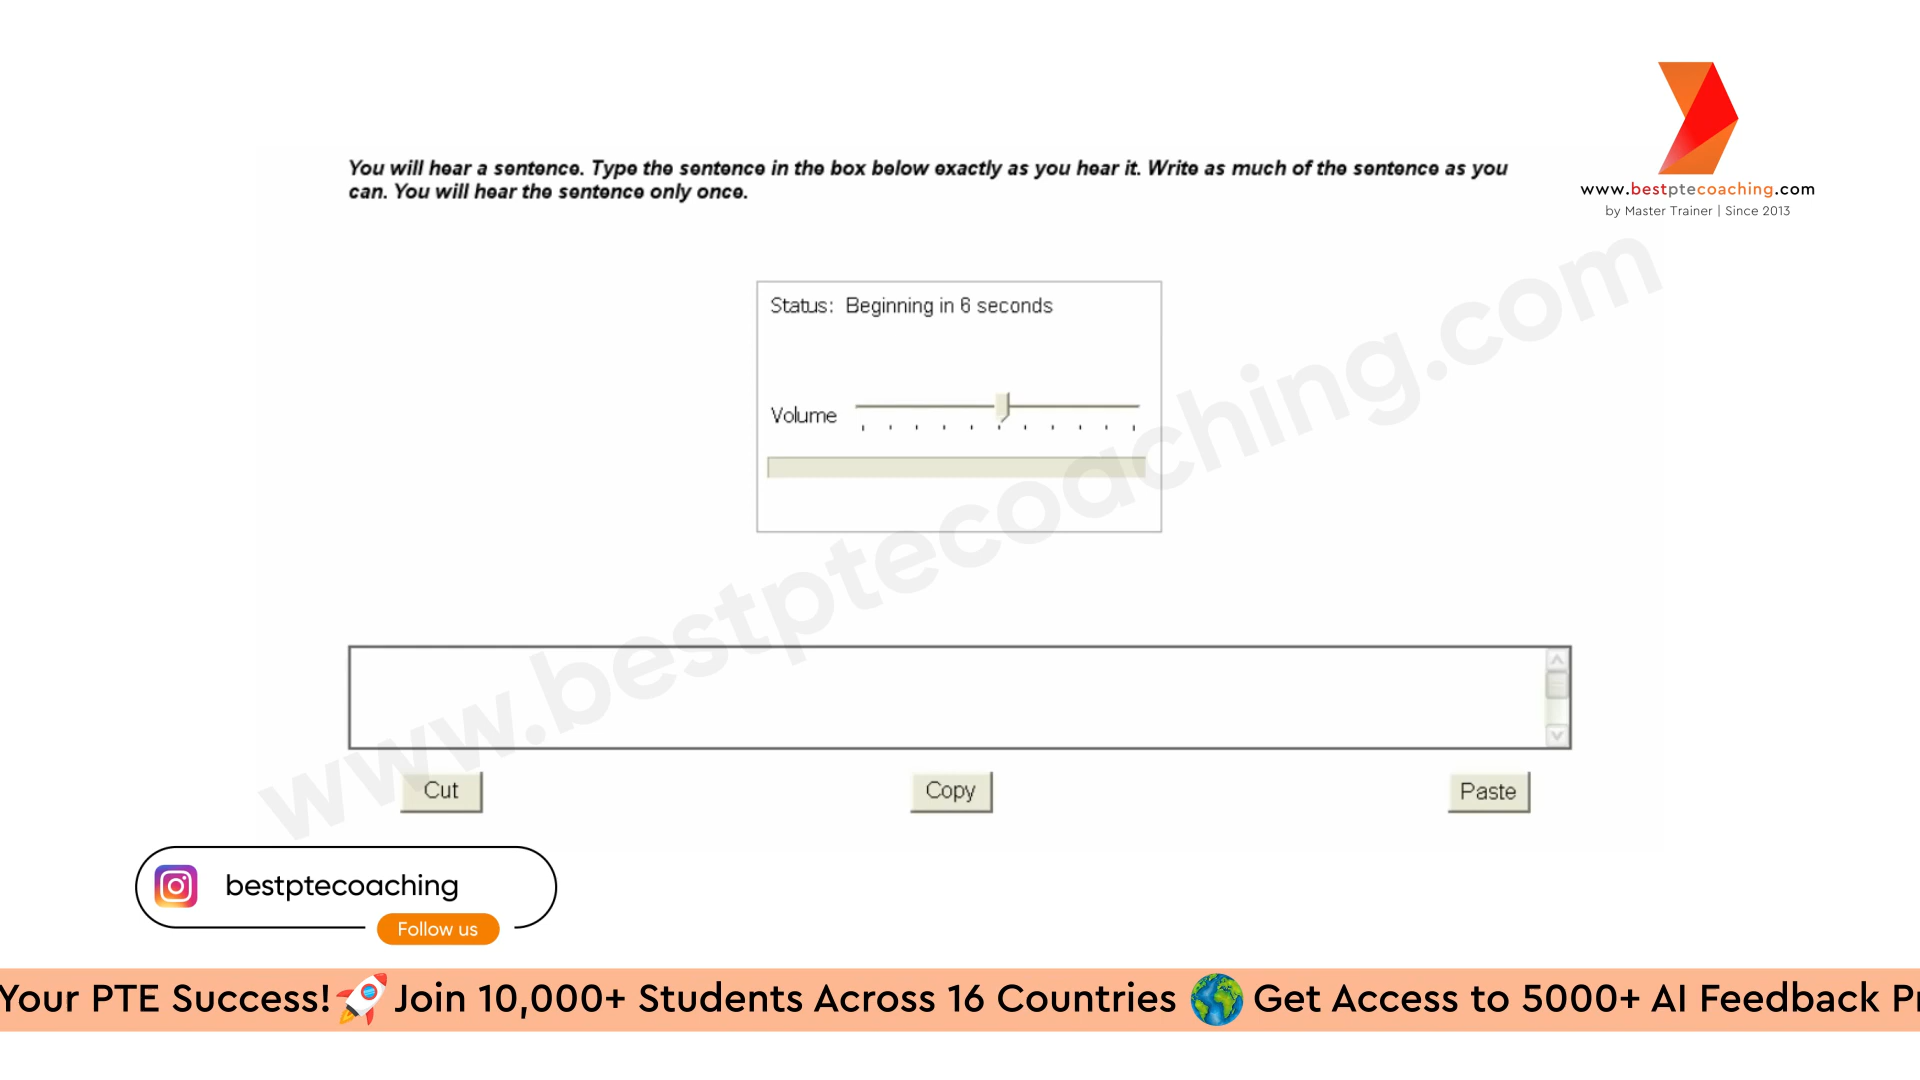 You will hear a sentence. Type the sentence in the box below exactly as you hear it. Write as much of the sentence as you
can. You will hear the sentence only once.
www.bestptecoaching.com
by Master Trainer | Since 2013
Status: Beginning in 6 seconds
Volume
www.bestptecoaching.com
Cut
Copy
Paste
bestptecoaching
Follow us
Your PTE Success! Join 10,000+ Students Across 16 Countries Get Access to 5000+ AI Feedback Pr